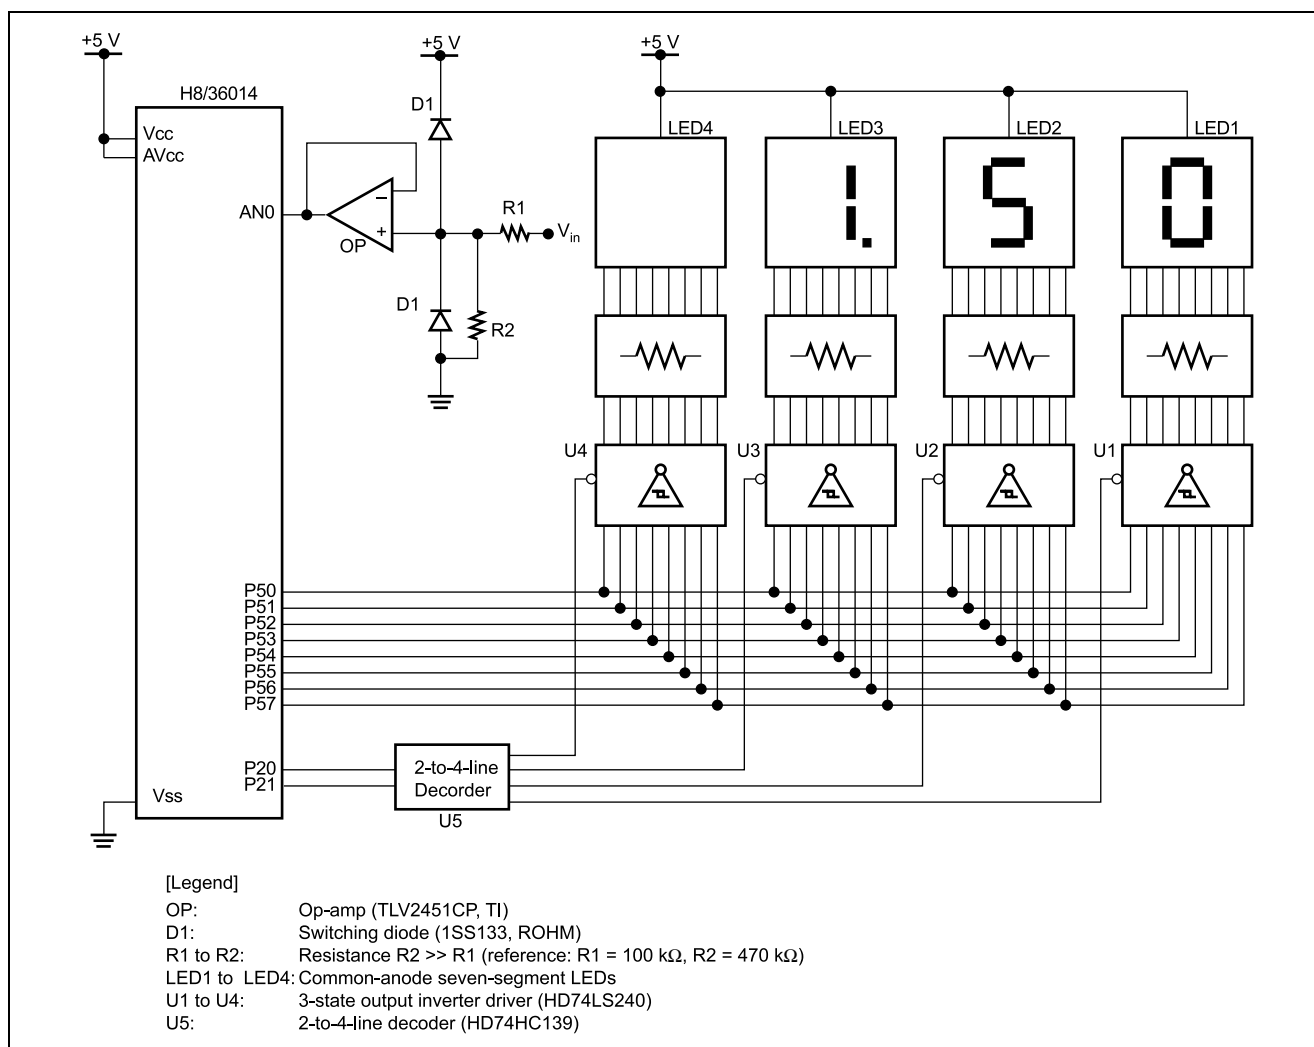 +5 V
+5 V
+5 V
H8/36014
D1
LED4
LED3
LED2
LED1
Vcc
AVcc
1.
5
0
AN0
–
R1
+
OP
Vin
D1
R2
U4
U3
U2
U1
P50
P51
P52
P53
P54
P55
P56
P57
P20
P21
2-to-4-line
Decorder
Vss
U5
[Legend]
OP: Op-amp (TLV2451CP, TI)
D1: Switching diode (1SS133, ROHM)
R1 to R2: Resistance R2 >> R1 (reference: R1 = 100 kΩ, R2 = 470 kΩ)
LED1 to LED4: Common-anode seven-segment LEDs
U1 to U4: 3-state output inverter driver (HD74LS240)
U5: 2-to-4-line decoder (HD74HC139)